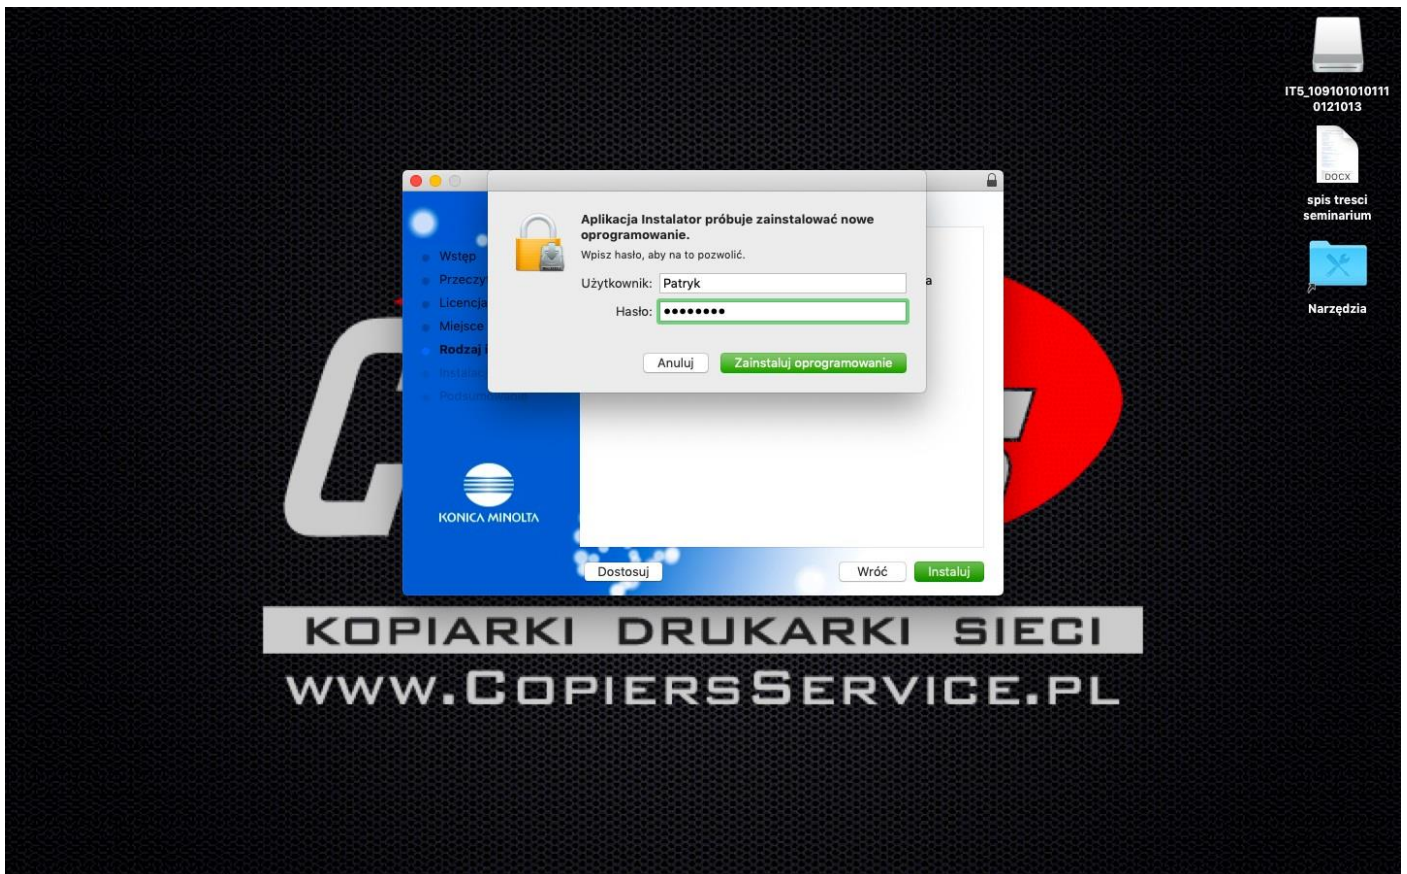 IT5_109101010111
0121013
DOCX
spis tresci
seminarium
Narzędzia
Aplikacja Instalator próbuje zainstalować nowe
oprogramowanie.
Wpisz hasło, aby na to pozwolić.
Użytkownik: Patryk
Hasło: ••••••••
Anuluj Zainstaluj oprogramowanie
Wstęp
Licencja
Miejsce
Rodzaj
a
KONICA MINOLTA
Dostosuj Wróć Instaluj
KOPIARKI DRUKARKI SIECI
www.CopiersService.pl